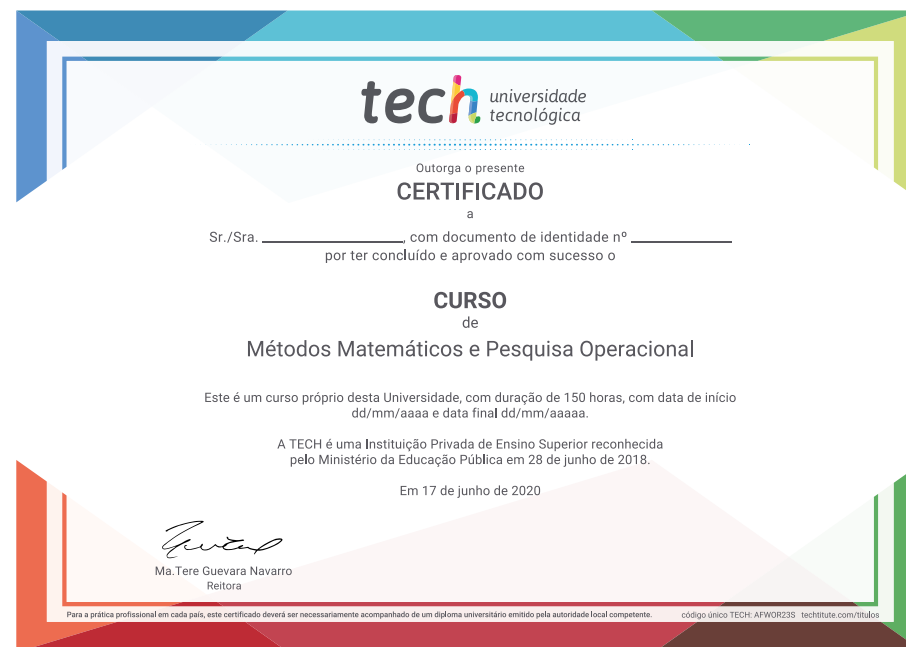 tech universidade
tecnológica
Outorga o presente
CERTIFICADO
a
Sr./Sra. ____________________, com documento de identidade nº ______________
por ter concluído e aprovado com sucesso o
CURSO
de
Métodos Matemáticos e Pesquisa Operacional
Este é um curso próprio desta Universidade, com duração de 150 horas, com data de início
dd/mm/aaaa e data final dd/mm/aaaaa.
A TECH é uma Instituição Privada de Ensino Superior reconhecida
pelo Ministério da Educação Pública em 28 de junho de 2018.
Em 17 de junho de 2020
Ma.Tere Guevara Navarro
Reitora
Para a prática profissional em cada país, este certificado deverá ser necessariamente acompanhado de um diploma universitário emitido pela autoridade local competente. código único TECH: AFWOR23S techtitute.com/titulos